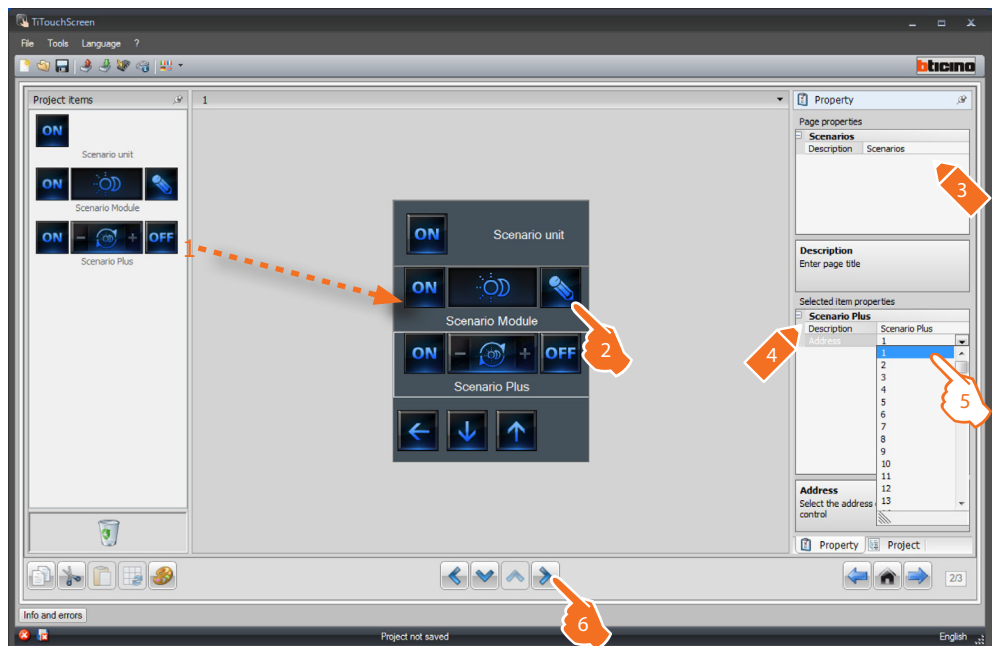 TiTouchScreen
File Tools Language ?
bticino
Project items
1
Property
ON
Scenario unit
ON
Scenario Module
ON - + OFF
Scenario Plus
1
ON Scenario unit
ON
Scenario Module
2
ON - + OFF
Scenario Plus
Page properties
Scenarios
Description Scenarios
3
Description
Enter page title
Selected item properties
Scenario Plus
Description Scenario Plus
Address 1
4
1
2
3
4
5
6
7
8
9
10
11
12
13
5
Address
Select the address
control
Property Project
6
2/3
Info and errors
Project not saved
English